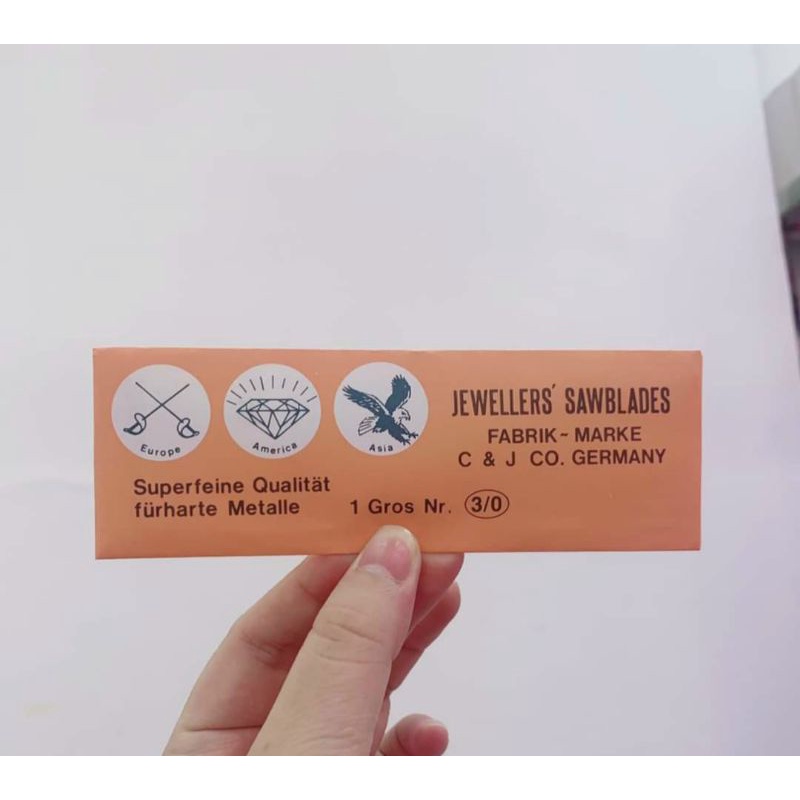 Europe
America
Asia
JEWELLERS' SAWBLADES
FABRIK~MARKE
C & J CO. GERMANY
Superfeine Qualität
fürharte Metalle
1 Gros Nr. 3/0